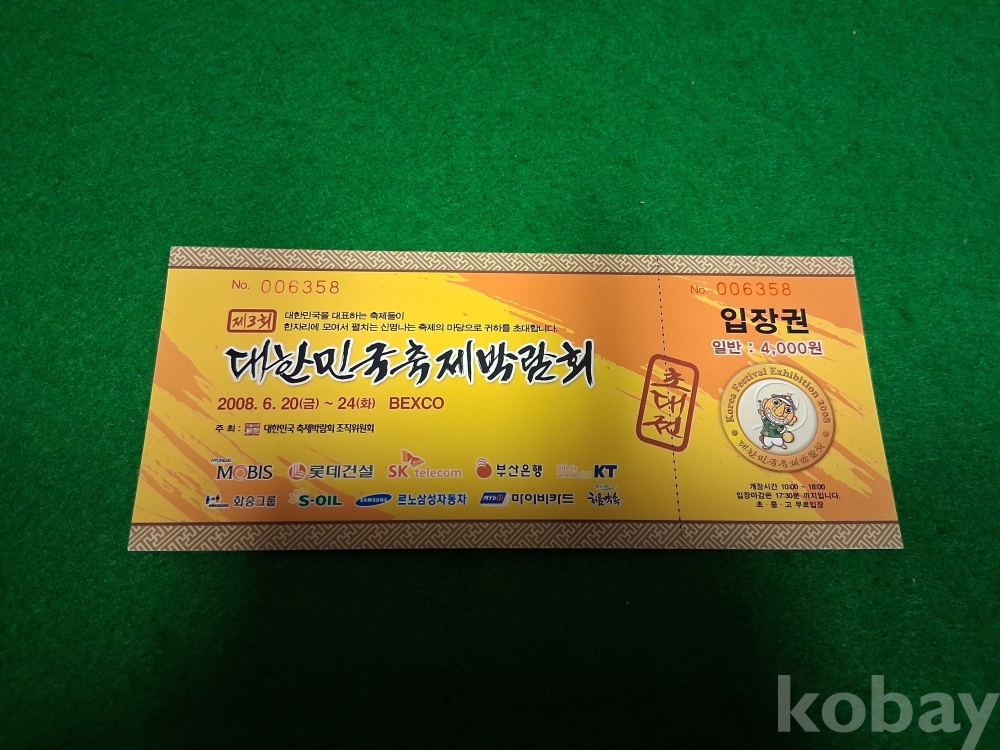 No. 006358
제3회
대한민국을 대표하는 축제들이
한자리에 모여서 펼치는 신명나는 축제의 마당으로 귀하를 초대합니다.
대한민국축제박람회
2008. 6. 20(금) ~ 24(화) BEXCO
주 최 : 대한민국 축제박람회 조직위원회
HYUNDAI MOBIS 롯데건설 SK telecom 부산은행 KT
화승그룹 S-OIL SAMSUNG 르노삼성자동차 MYbi 마이비카드
초대권
No. 006358
입장권
일반 : 4,000원
Korea Festival Exhibition 2008
대한민국축제박람회
개장시간 10:00 ~ 18:00
입장마감은 17:30분 까지입니다.
초 · 중 · 고 무료입장
kobay